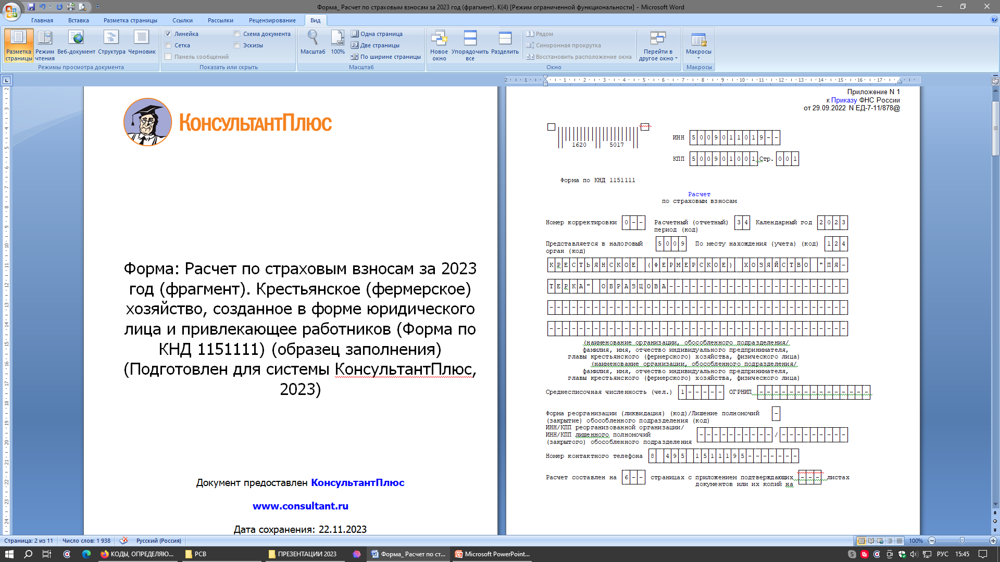 Форма_ Расчет по страховым взносам за 2023 год (фрагмент). К(4) [Режим ограниченной функциональности] - Microsoft Word
Главная Вставка Разметка страницы Ссылки Рассылки Рецензирование Вид
Разметка страницы
Режим чтения
Веб-документ
Структура
Черновик
Режимы просмотра документа
Линейка
Сетка
Панель сообщений
Схема документа
Эскизы
Показать или скрыть
Масштаб
100%
Одна страница
Две страницы
По ширине страницы
Масштаб
Новое окно
Упорядочить все
Разделить
Рядом
Синхронная прокрутка
Восстановить расположение окна
Перейти в другое окно
Окно
Макросы
Макросы
КонсультантПлюс
Форма: Расчет по страховым взносам за 2023
год (фрагмент). Крестьянское (фермерское)
хозяйство, созданное в форме юридического
лица и привлекающее работников (Форма по
КНД 1151111) (образец заполнения)
(Подготовлен для системы КонсультантПлюс,
2023)
Документ предоставлен КонсультантПлюс
www.consultant.ru
Дата сохранения: 22.11.2023
Приложение N 1
к Приказу ФНС России
от 29.09.2022 N ЕД-7-11/878@
1620 5017
ИНН 5009011019--
КПП 500901001 Стр. 001
Форма по КНД 1151111
Расчет
по страховым взносам
Номер корректировки 0-- Расчетный (отчетный) 34 Календарный год 2023
период (код)
Представляется в налоговый 5009 По месту нахождения (учета) (код) 124
орган (код)
КРЕСТЬЯНСКОЕ (ФЕРМЕРСКОЕ) ХОЗЯЙСТВО "ПЯ-
ТЕРКА" ОБРАЗЦОВА------------------------
----------------------------------------
----------------------------------------
(наименование организации, обособленного подразделения/
фамилия, имя, отчество индивидуального предпринимателя,
главы крестьянского (фермерского) хозяйства, физического лица)
(наименование организации, обособленного подразделения/
фамилия, имя, отчество индивидуального предпринимателя,
главы крестьянского (фермерского) хозяйства, физического лица)
Среднесписочная численность (чел.) 1----- ОГРНИП ---------------
Форма реорганизации (ликвидация) (код)/Лишение полномочий -
(закрытие) обособленного подразделения (код)
ИНН/КПП реорганизованной организации/
ИНН/КПП лишенного полномочий ----------/---------
(закрытого) обособленного подразделения
Номер контактного телефона 8 495 1511195-------
Расчет составлен на 6-- страницах с приложением подтверждающих --- листах
документов или их копий на
Страница: 2 из 11 Число слов: 1 938 Русский (Россия) 100%
КОДЫ, ОПРЕДЕЛЯЮ... РСВ ПРЕЗЕНТАЦИИ 2023 Форма_ Расчет по ст... Microsoft PowerPoint... РУС 15:45